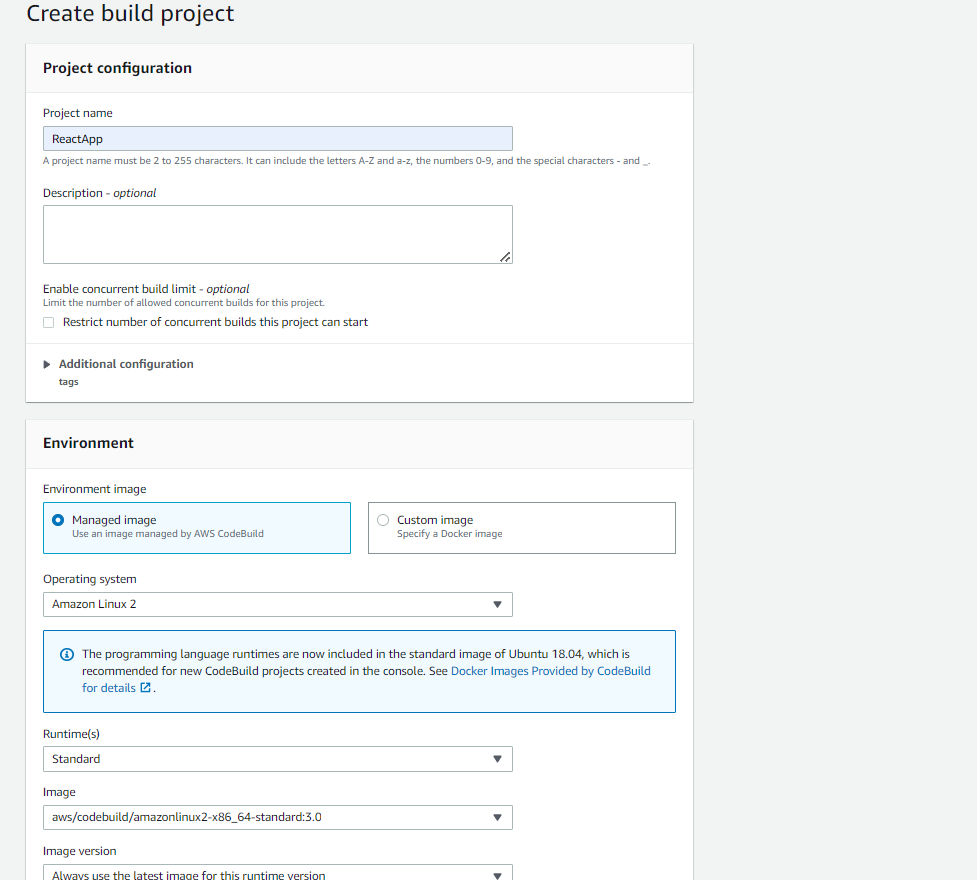 Create build project
Project configuration
Project name
ReactApp
A project name must be 2 to 255 characters. It can include the letters A-Z and a-z, the numbers 0-9, and the special characters - and _.
Description - optional
Enable concurrent build limit - optional
Limit the number of allowed concurrent builds for this project.
Restrict number of concurrent builds this project can start
Additional configuration
tags
Environment
Environment image
Managed image
Use an image managed by AWS CodeBuild
Custom image
Specify a Docker image
Operating system
Amazon Linux 2
The programming language runtimes are now included in the standard image of Ubuntu 18.04, which is
recommended for new CodeBuild projects created in the console. See Docker Images Provided by CodeBuild
for details .
Runtime(s)
Standard
Image
aws/codebuild/amazonlinux2-x86_64-standard:3.0
Image version
Always use the latest image for this runtime version